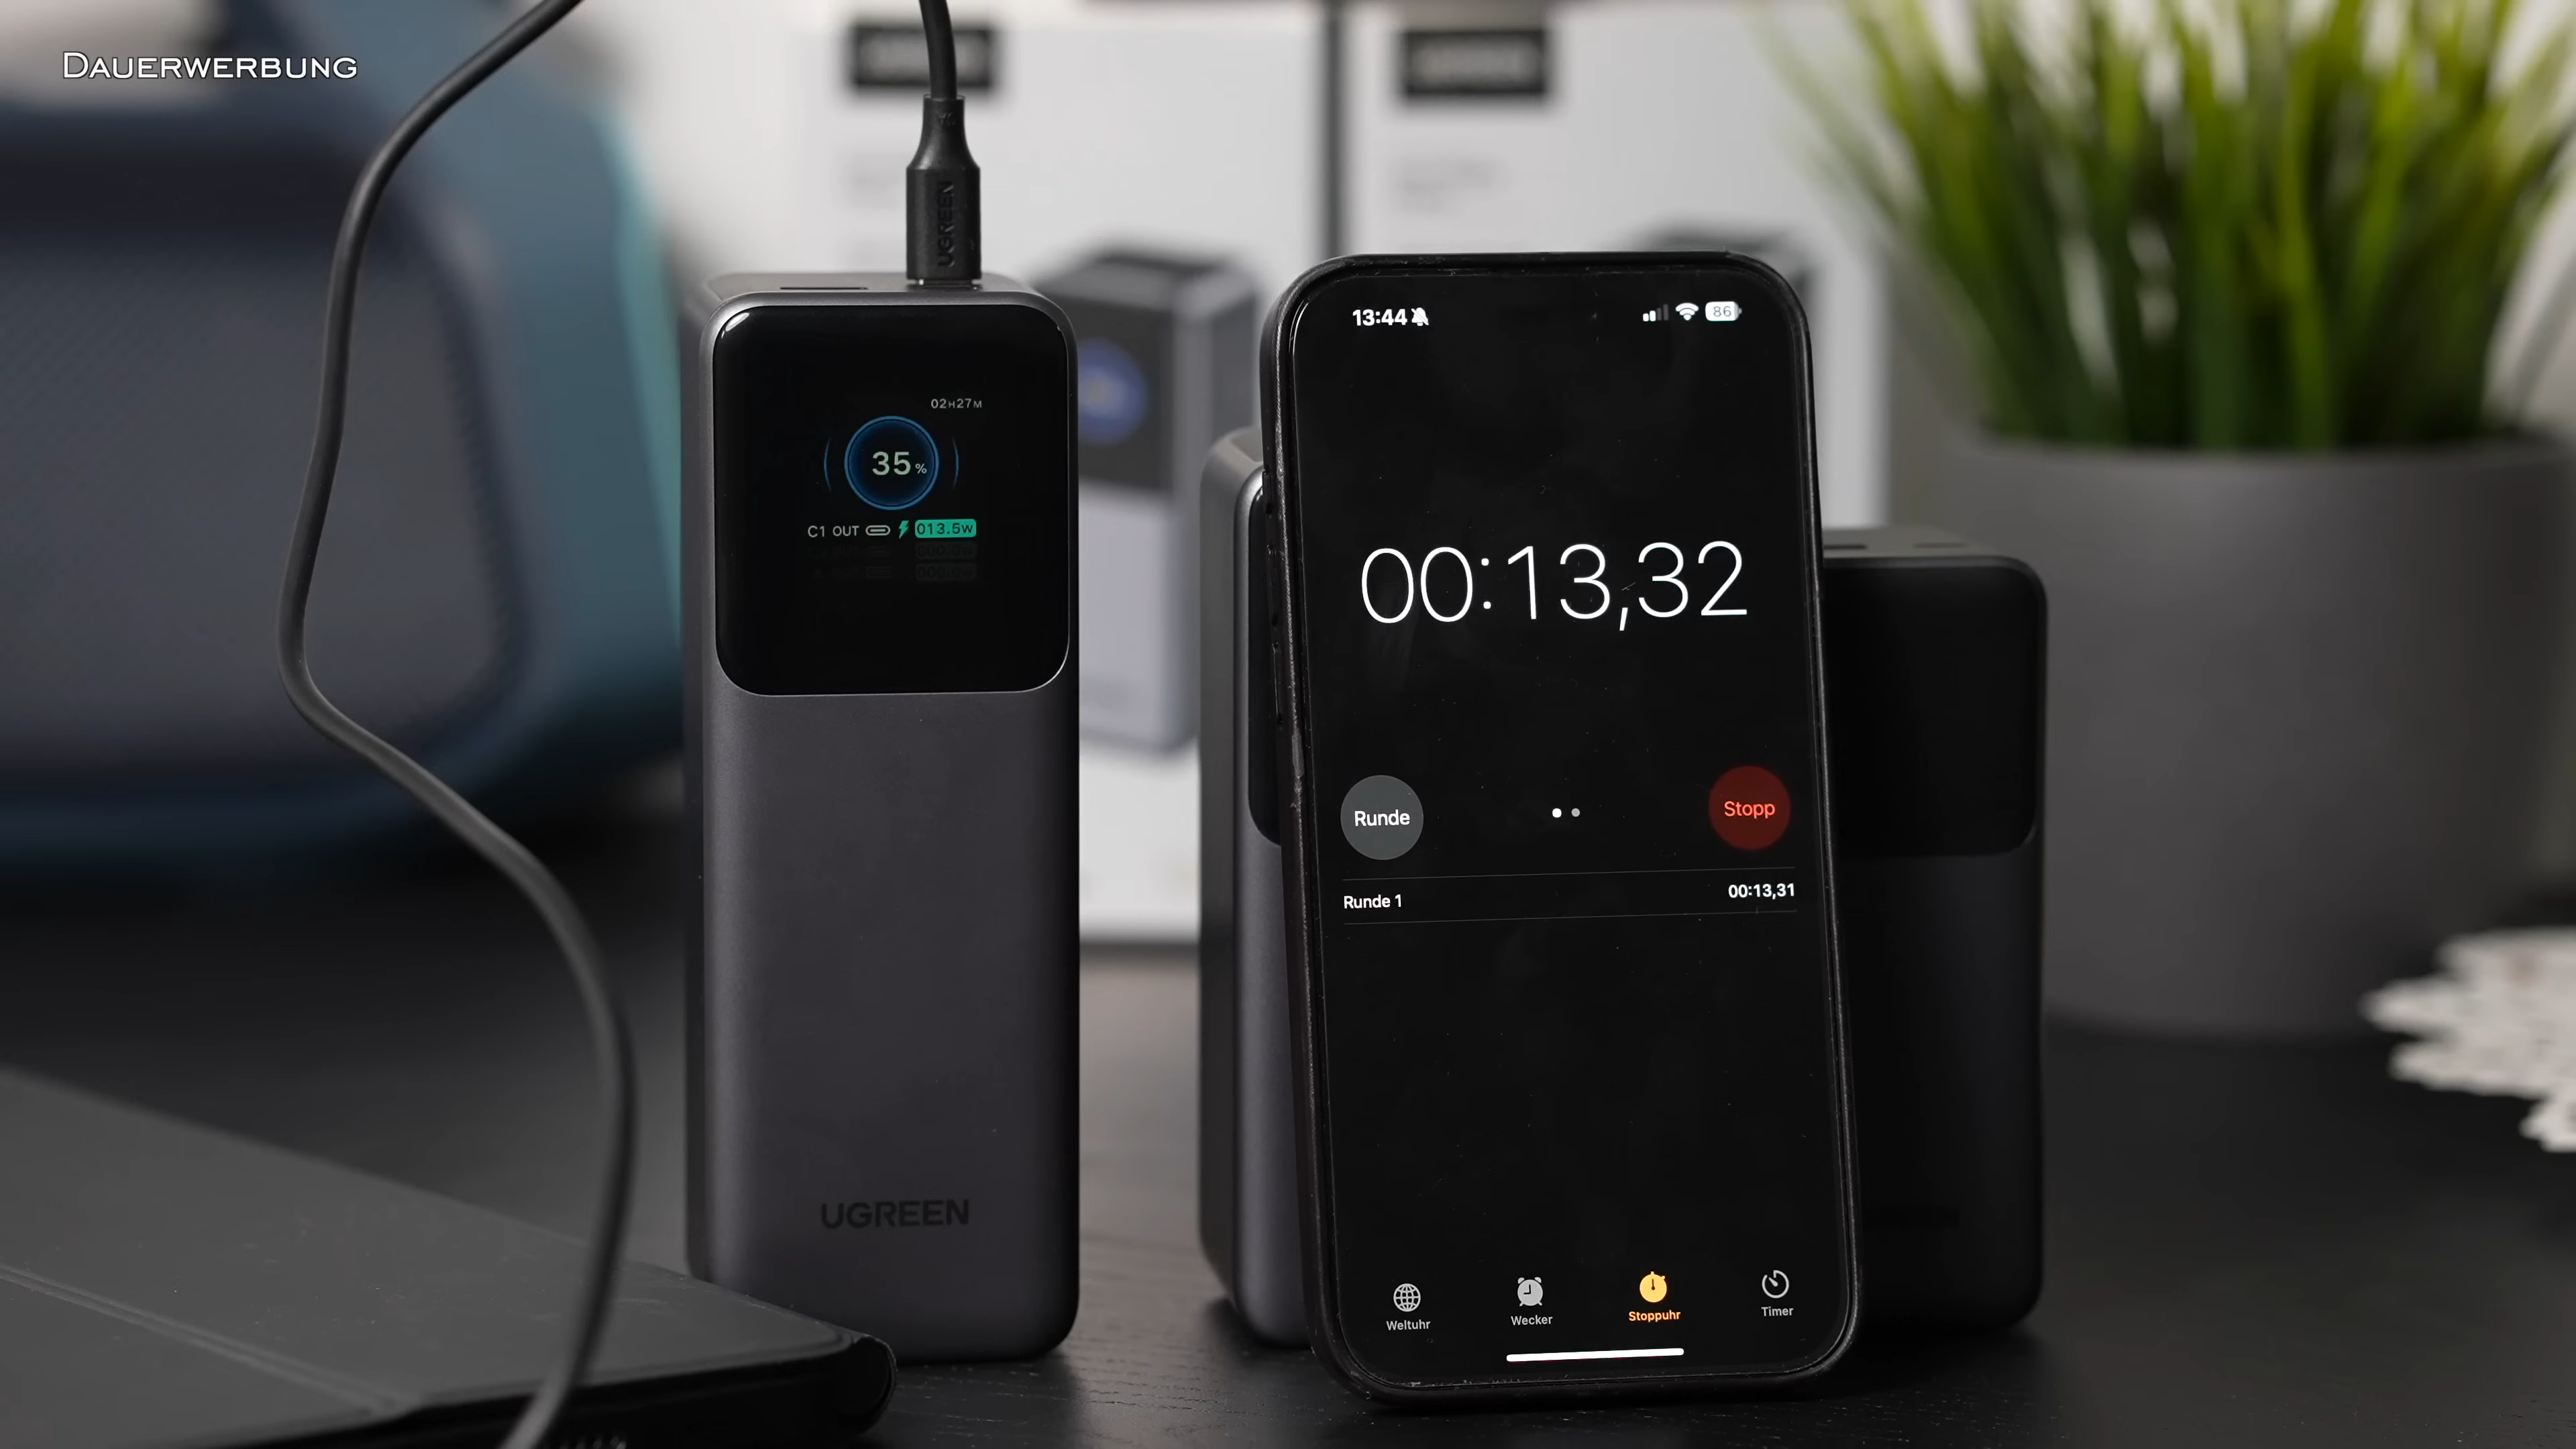 DAUERWERBUNG
UGREEN
02H27M
35%
C1 OUT 013.5W
UGREEN
13:44
86
00:13,32
Runde
Stopp
Runde 1
00:13,31
Weltuhr
Wecker
Stoppuhr
Timer